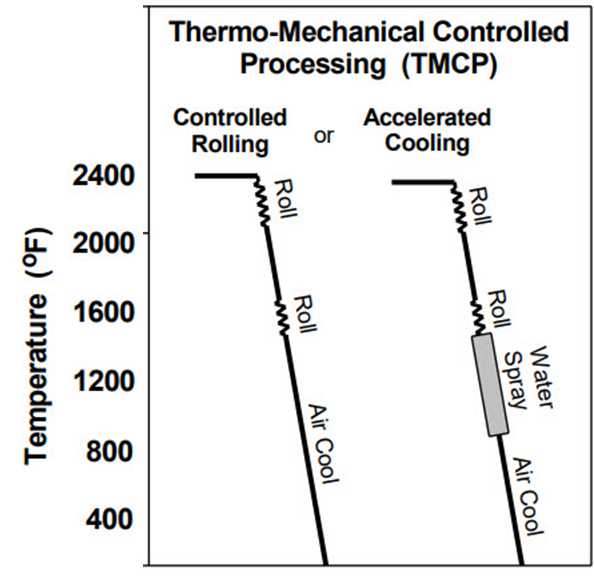 Thermo-Mechanical Controlled
Processing (TMCP)
Controlled
Rolling
or
Accelerated
Cooling
Temperature (ºF)
2400
2000
1600
1200
800
400
Roll
Roll
Air Cool
Roll
Roll
Water
Spray
Air Cool